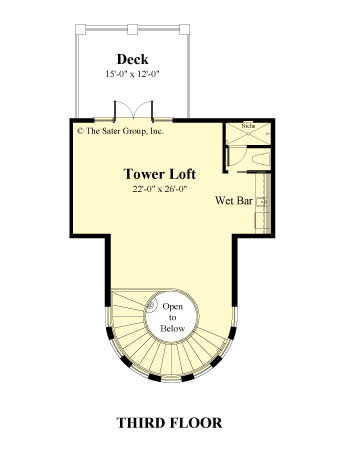 Deck
15'-0" x 12'-0"
© The Sater Group, Inc.
Niche
Tower Loft
22'-0" x 26'-0"
Wet Bar
Open
to
Below
THIRD FLOOR